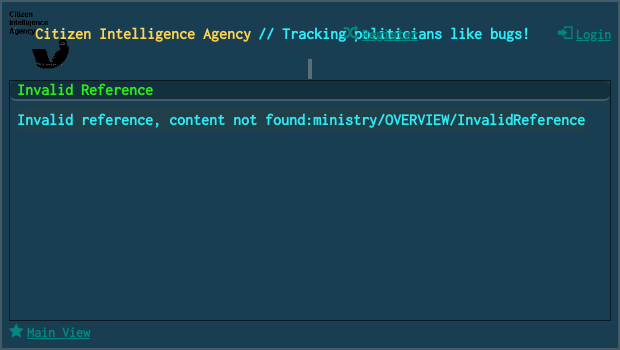 Citizen
Intelligence
Agency
Citizen Intelligence Agency // Tracking politicians like bugs!
Register
Login
Invalid Reference
Invalid reference, content not found:ministry/OVERVIEW/InvalidReference
Main View